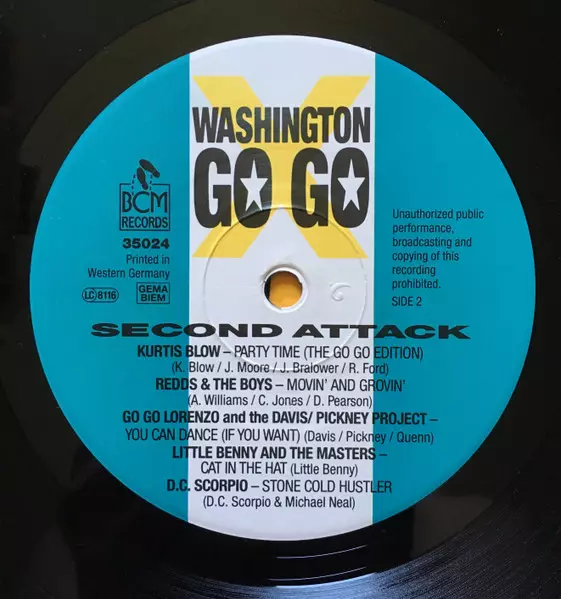 WASHINGTON
GO GO
BCM
RECORDS
35024
Printed in
Western Germany
LC 8116
GEMA
BIEM
Unauthorized public
performance,
broadcasting and
copying of this
recording
prohibited.
SIDE 2
SECOND ATTACK
KURTIS BLOW – PARTY TIME (THE GO GO EDITION)
(K. Blow / J. Moore / J. Bralower / R. Ford)
REDDS & THE BOYS – MOVIN' AND GROVIN'
(A. Williams / C. Jones / D. Pearson)
GO GO LORENZO and the DAVIS/ PICKNEY PROJECT –
YOU CAN DANCE (IF YOU WANT) (Davis / Pickney / Quenn)
LITTLE BENNY AND THE MASTERS –
CAT IN THE HAT (Little Benny)
D.C. SCORPIO – STONE COLD HUSTLER
(D.C. Scorpio & Michael Neal)